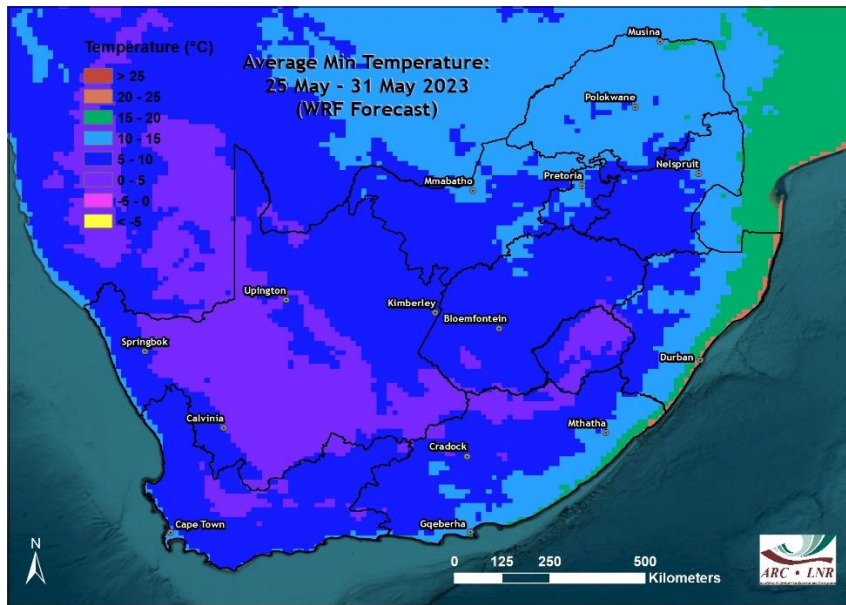 Temperature (°C)
> 25
20 - 25
15 - 20
10 - 15
5 - 10
0 - 5
-5 - 0
< -5
Average Min Temperature:
25 May - 31 May 2023
(WRF Forecast)
Musina
Polokwane
Nelspruit
Pretoria
Mmabatho
Upington
Kimberley
Bloemfontein
Springbok
Durban
Calvinia
Mthatha
Cradock
Cape Town
Gqeberha
N
0 125 250 500
Kilometers
ARC • LNR